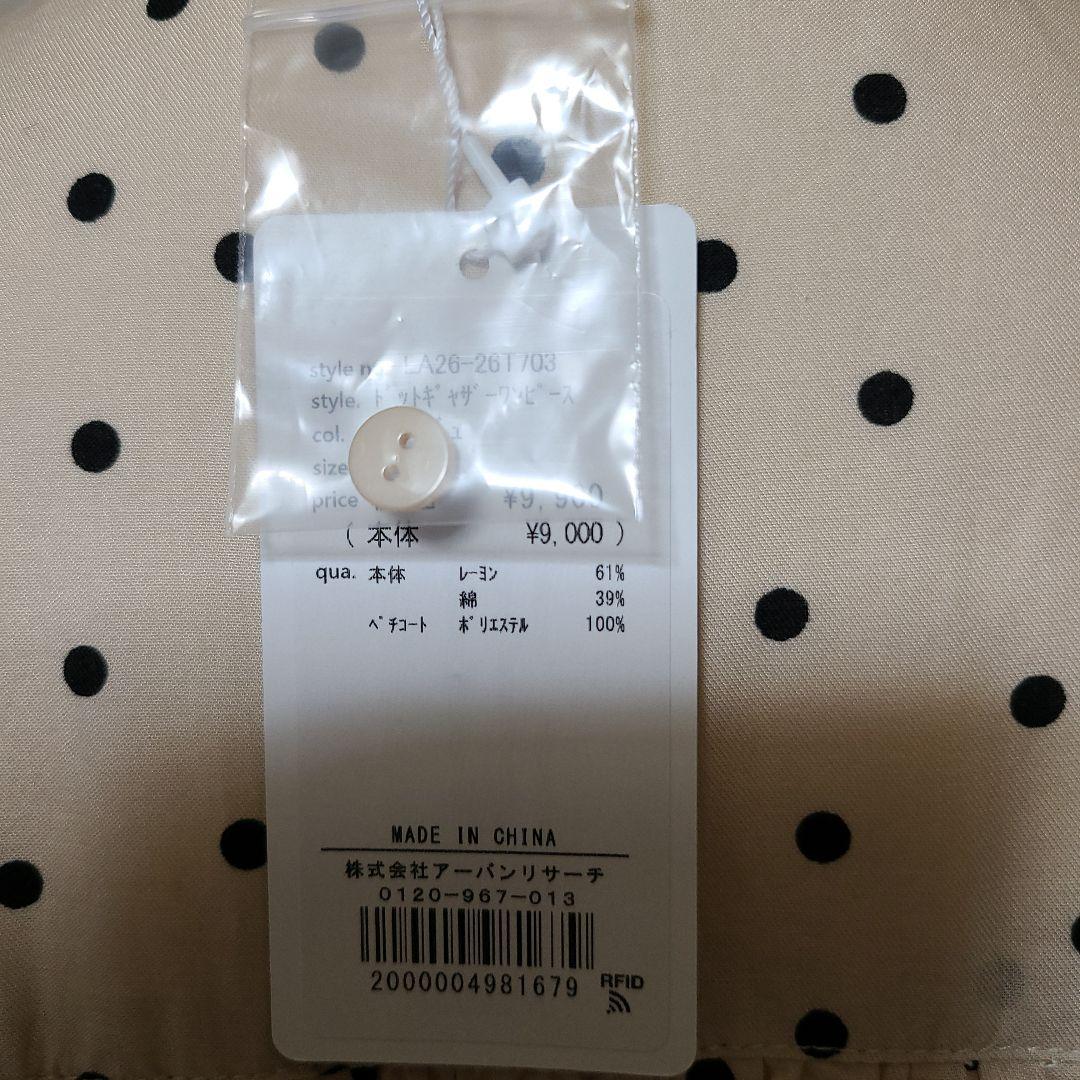 style no. LA26-261703
style. ﾄﾞｯﾄｷﾞｬｻﾞｰﾜﾝﾋﾟｰｽ
col.
size
price ¥9,900
( 本体 ¥9,000 )
qua. 本体 ﾚｰﾖﾝ 61%
綿 39%
ﾍﾟﾁｺｰﾄ ﾎﾟﾘｴｽﾃﾙ 100%
MADE IN CHINA
株式会社アーバンリサーチ
0120-967-013
2000004981679
RFID